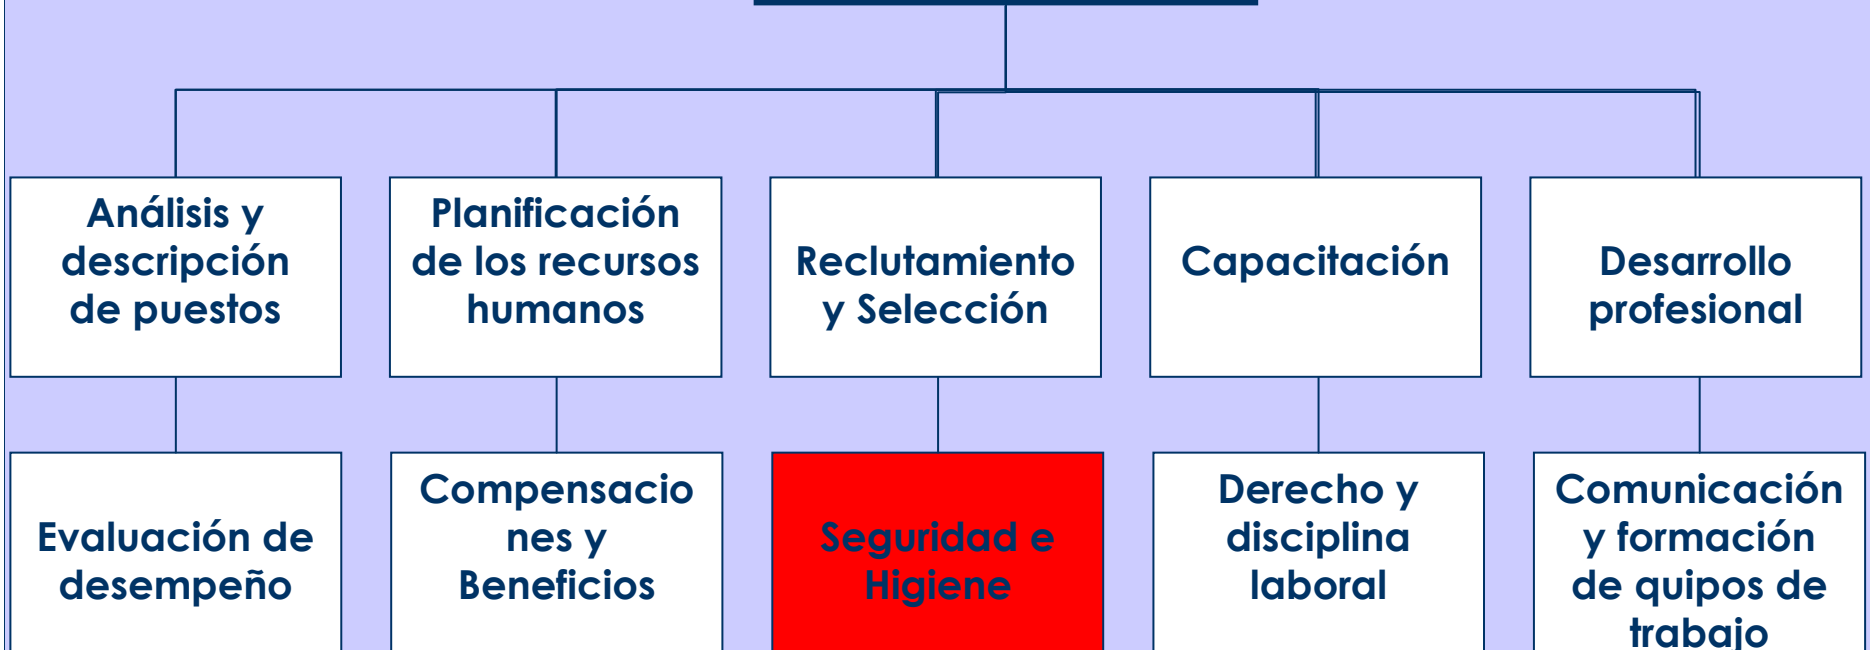 Análisis y
descripción
de puestos
Planificación
de los recursos
humanos
Reclutamiento
y Selección
Capacitación
Desarrollo
profesional
Evaluación de
desempeño
Compensacio
nes y
Beneficios
Seguridad e
Higiene
Derecho y
disciplina
laboral
Comunicación
y formación
de quipos de
trabajo